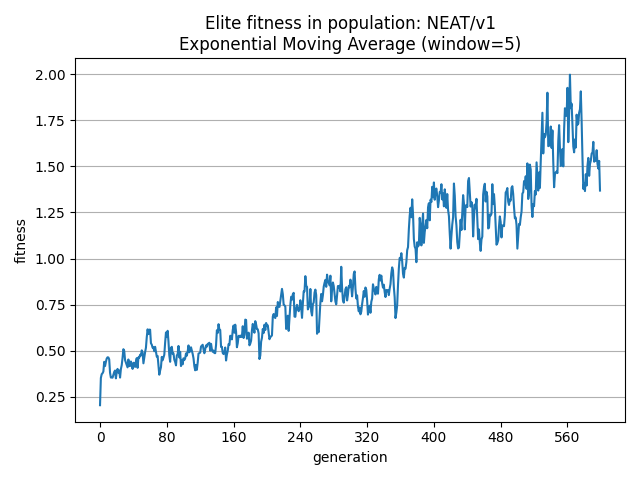 Elite fitness in population: NEAT/v1
Exponential Moving Average (window=5)
2.00
1.75
1.50
1.25
1.00
0.75
0.50
0.25
fitness
0 80 160 240 320 400 480 560
generation